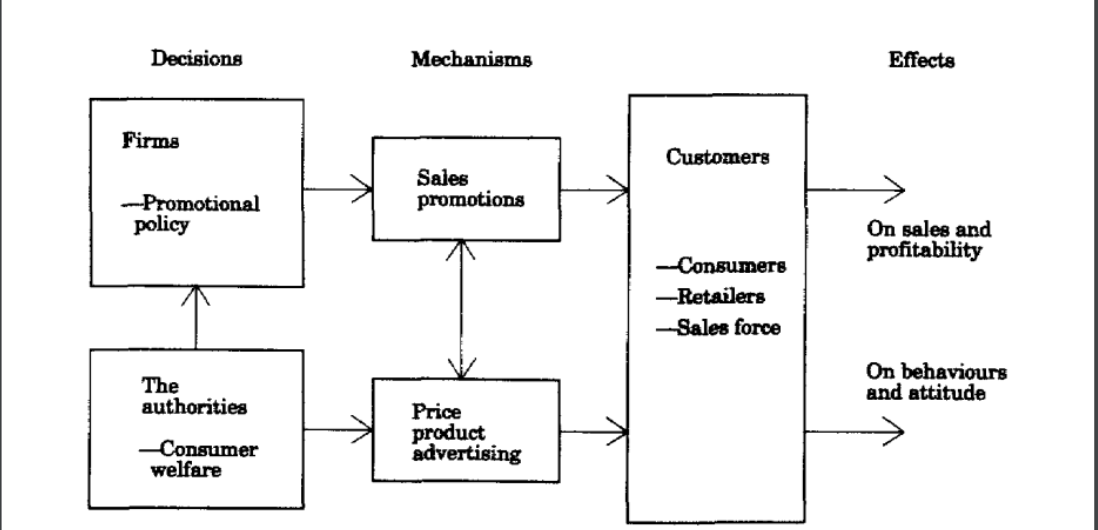 Decisions
Mechanisms
Effects
Firms
—Promotional
policy
Sales
promotions
Customers
—Consumers
—Retailers
—Sales force
On sales and
profitability
The
authorities
—Consumer
welfare
Price
product
advertising
On behaviours
and attitude